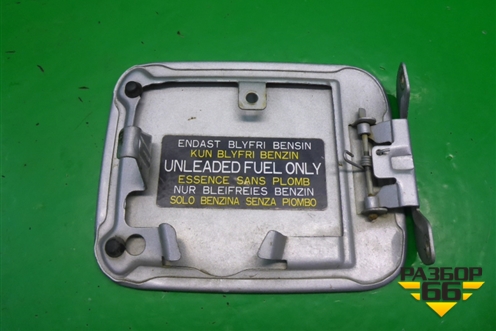 ENDAST BLYFRI BENSIN
KUN BLYFRI BENZIN
UNLEADED FUEL ONLY
ESSENCE SANS PLOMB
NUR BLEIFREIES BENZIN
SOLO BENZINA SENZA PIOMBO
РАЗБОР
66